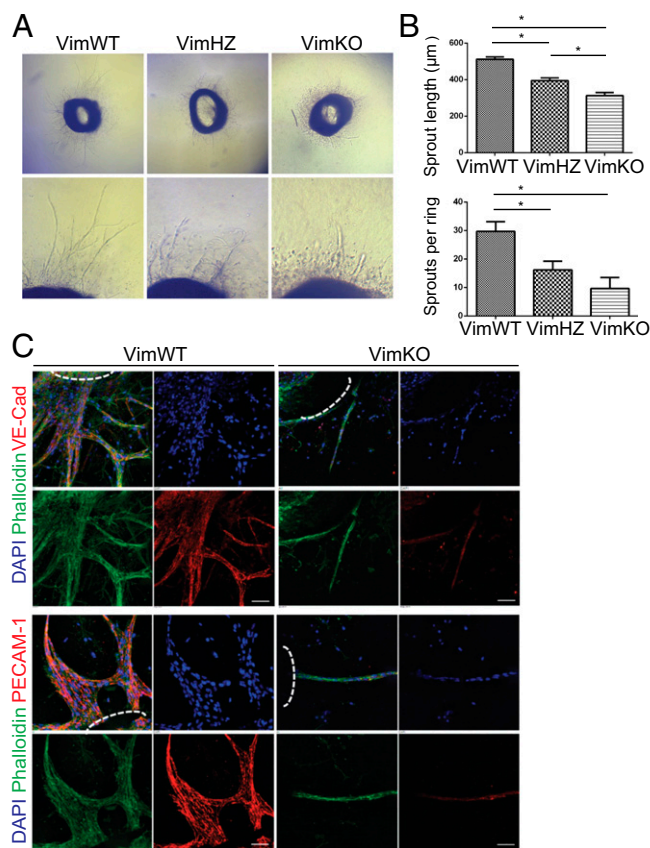 A
VimWT VimHZ VimKO
B
* 
* *
Sprout length (µm)
600
400
200
0
VimWT VimHZ VimKO
*
*
Sprouts per ring
40
30
20
10
0
VimWT VimHZ VimKO
C
VimWT VimKO
DAPI Phalloidin VE-Cad
DAPI Phalloidin PECAM-1